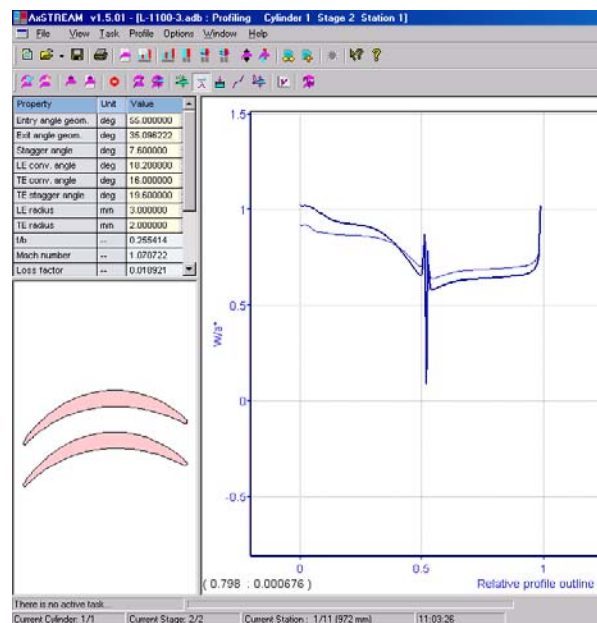 AxSTREAM v1.5.01 - [L-1100-3.adb : Profiling Cylinder 1 Stage 2 Station 1]
File View Task Profile Options Window Help
Property Unit Value
Entry angle geom. deg 55.000000
Exit angle geom. deg 35.096222
Stagger angle deg 7.600000
LE conv. angle deg 18.200000
TE conv. angle deg 16.000000
TE stagger angle deg 19.600000
LE radius mm 3.000000
TE radius mm 2.000000
t/b -- 0.255414
Mach number -- 1.070722
Loss factor -- 0.018921
1.5
1
0.5
0
-0.5
W/a*
0 0.5 1
( 0.798 : 0.000676 ) Relative profile outline
There is no active task...
Current Cylinder: 1/1 Current Stage: 2/2 Current Station : 1/11 (972 mm) 11:03:26